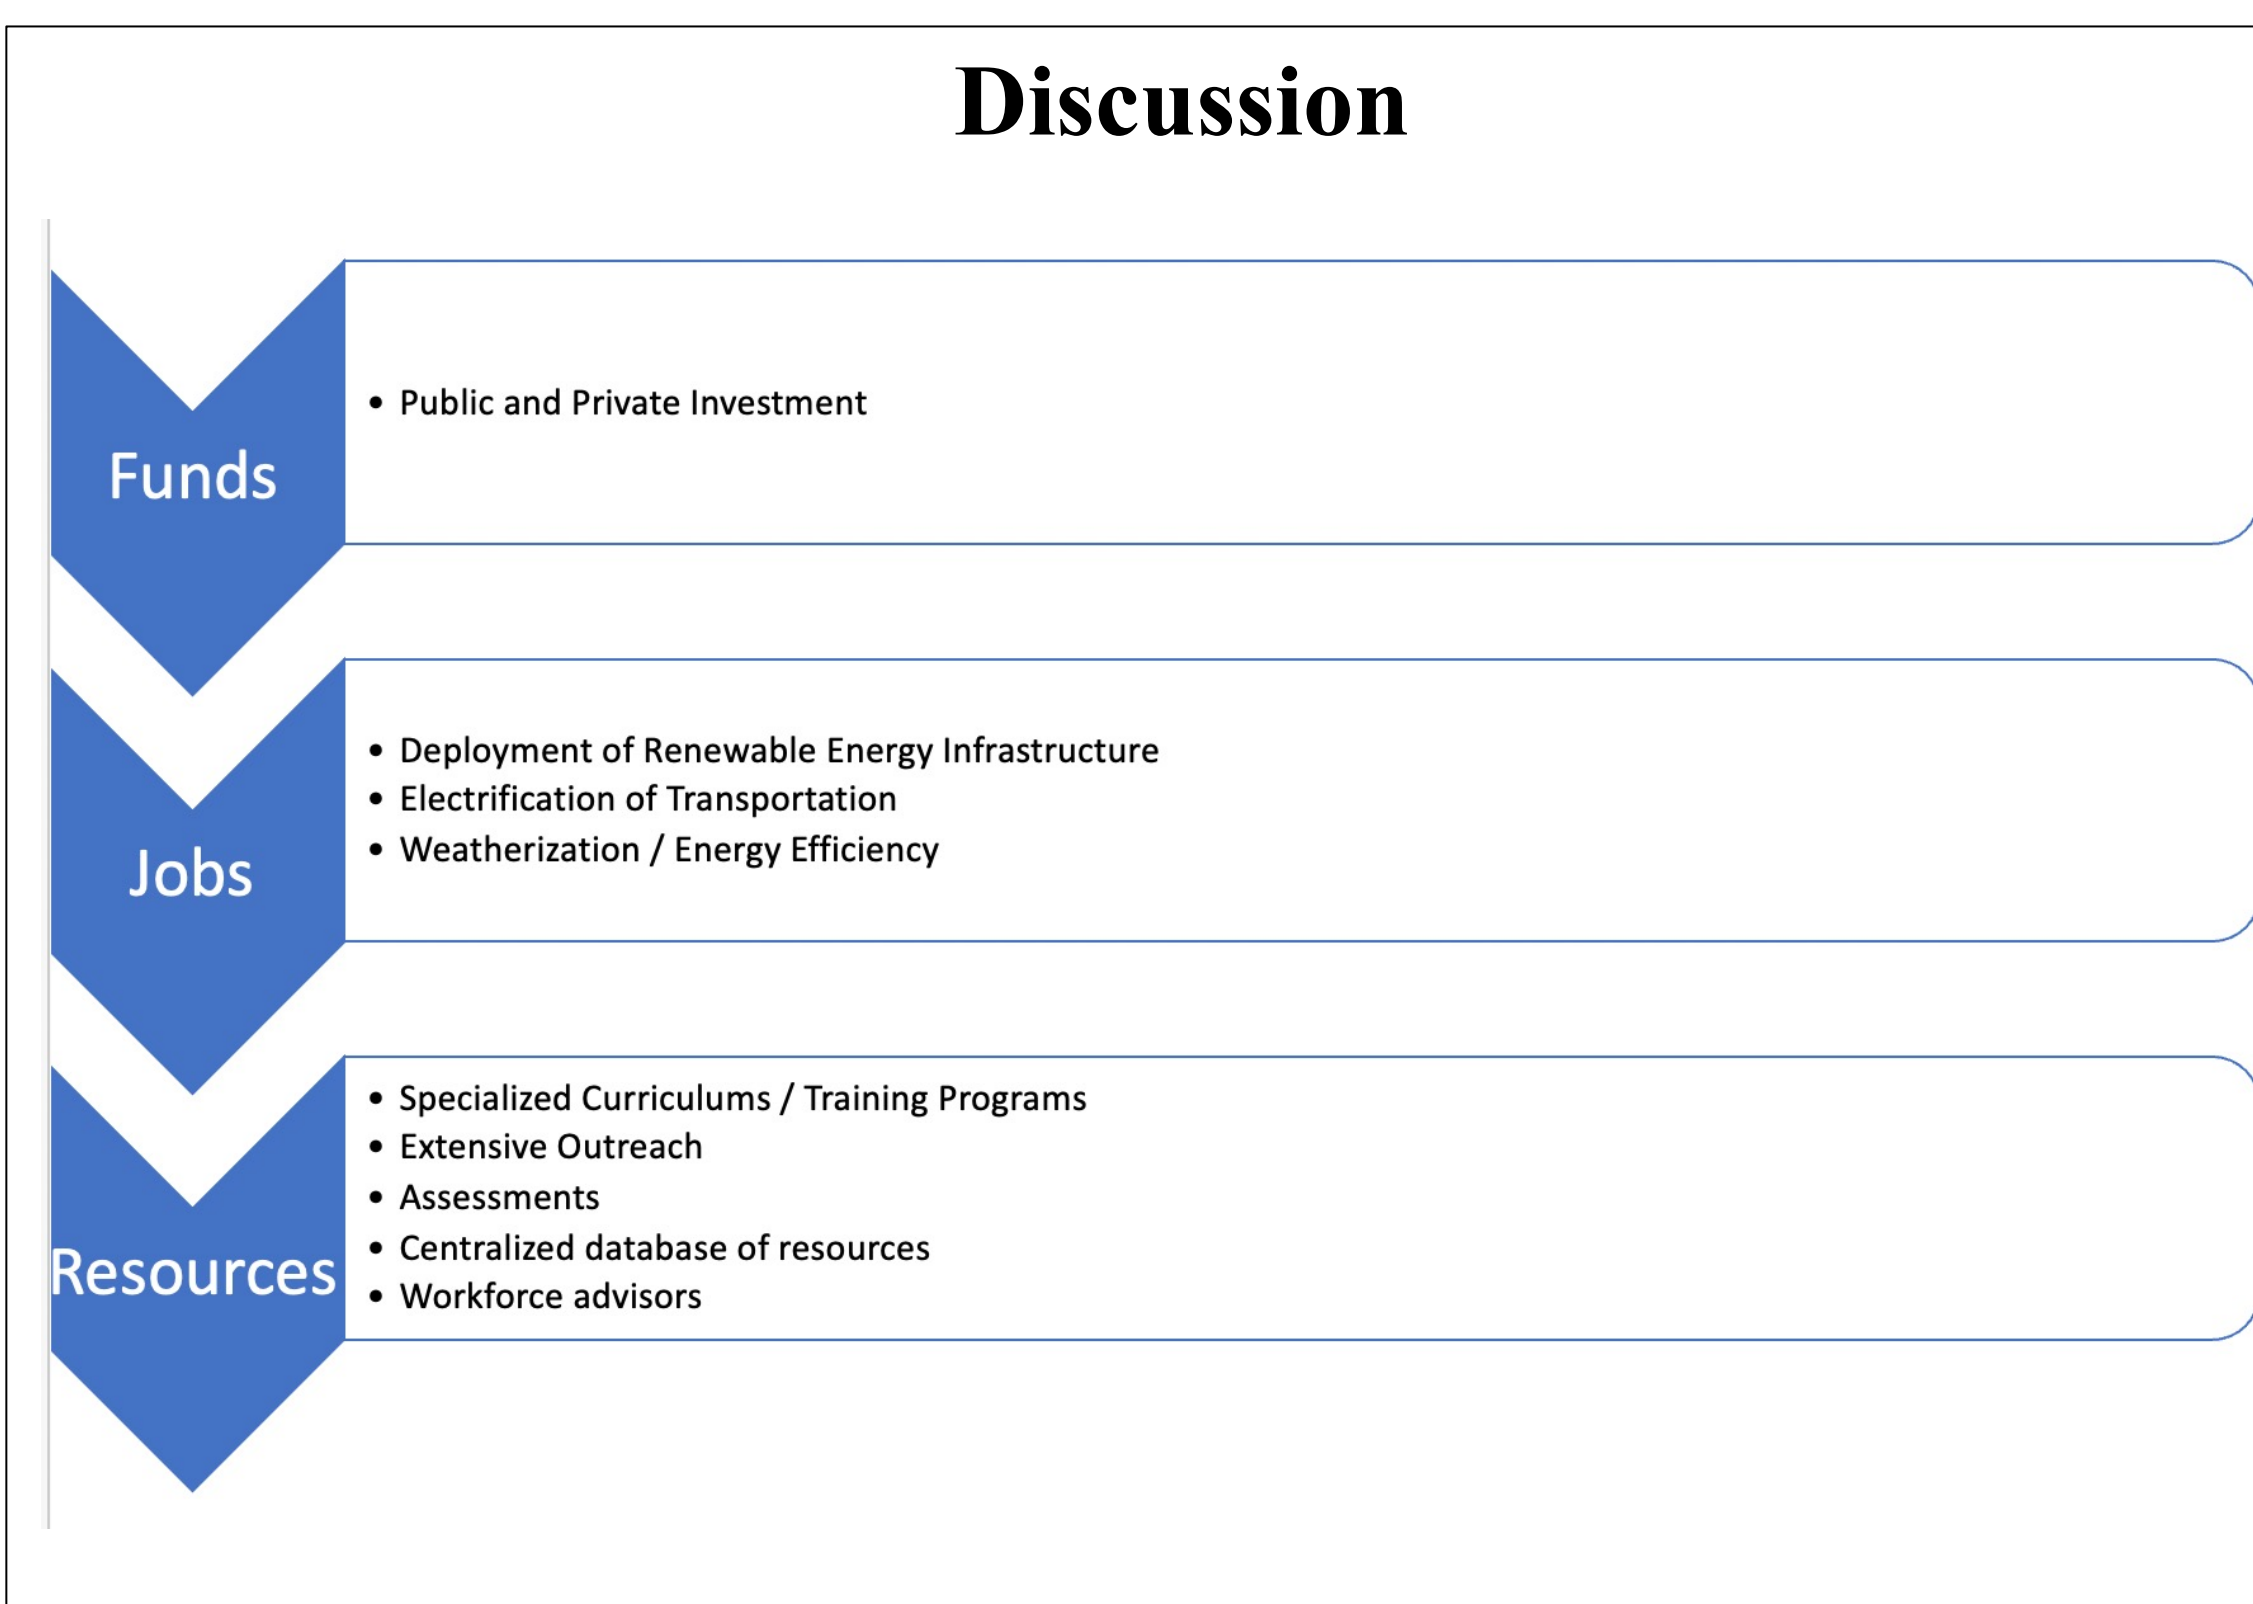 Discussion
Funds
• Public and Private Investment
Jobs
• Deployment of Renewable Energy Infrastructure
• Electrification of Transportation
• Weatherization / Energy Efficiency
Resources
• Specialized Curriculums / Training Programs
• Extensive Outreach
• Assessments
• Centralized database of resources
• Workforce advisors